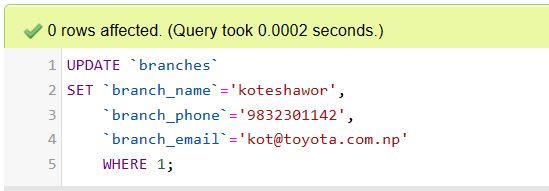 0 rows affected. (Query took 0.0002 seconds.)
1 UPDATE `branches`
2 SET `branch_name`='koteshawor',
3 `branch_phone`='9832301142',
4 `branch_email`='kot@toyota.com.np'
5 WHERE 1;